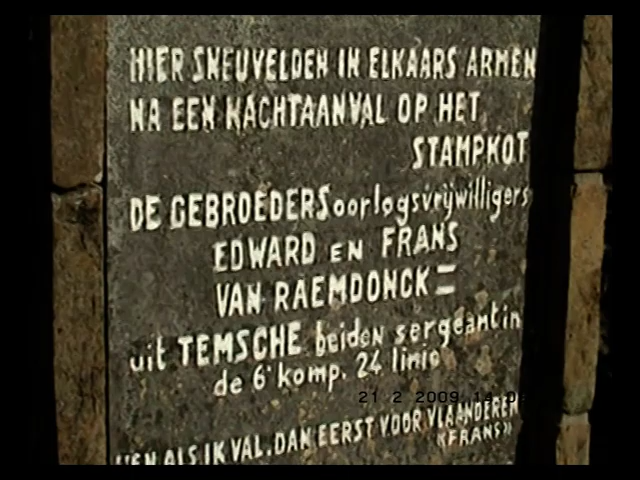 HIER SNEUVELDEN IN ELKAARS ARMEN
NA EEN NACHTAANVAL OP HET
STAMPKOT
DE GEBROEDERS oorlogsvrijwilligers
EDWARD EN FRANS
VAN RAEMDONCK =
uit TEMSCHE beiden sergeant in
de 6e komp. 24 linie
21 2 2009 14
EN ALS IK VAL. DAN EERST VOOR VLAANDEREN
«FRANS»